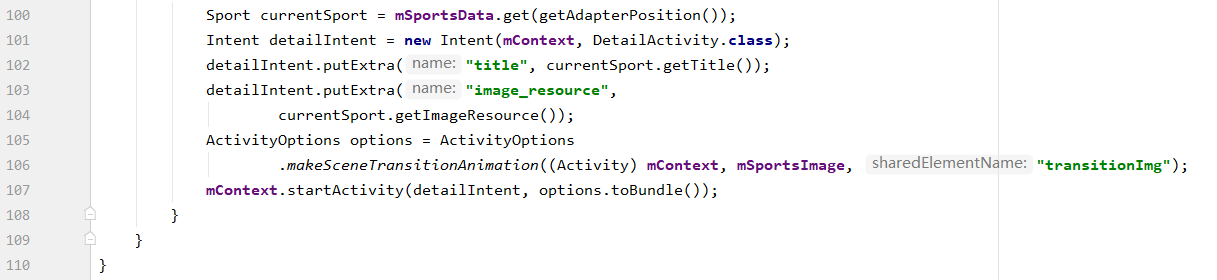 100 Sport currentSport = mSportsData.get(getAdapterPosition());
101 Intent detailIntent = new Intent(mContext, DetailActivity.class);
102 detailIntent.putExtra( name: "title", currentSport.getTitle());
103 detailIntent.putExtra( name: "image_resource",
104 currentSport.getImageResource());
105 ActivityOptions options = ActivityOptions
106 .makeSceneTransitionAnimation((Activity) mContext, mSportsImage, sharedElementName: "transitionImg");
107 mContext.startActivity(detailIntent, options.toBundle());
108 }
109 }
110 }